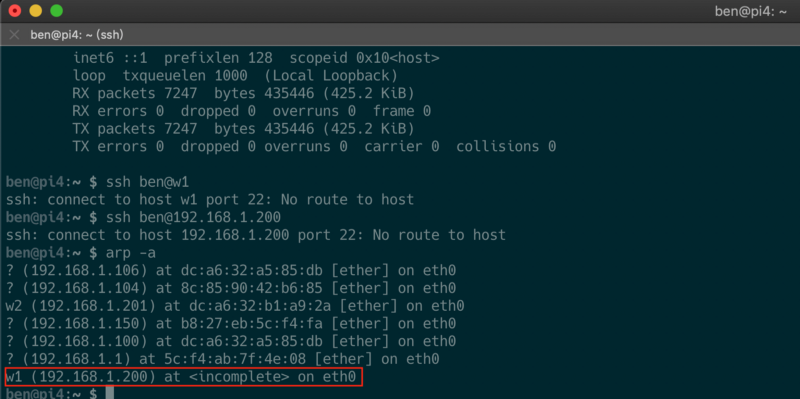 ben@pi4: ~
ben@pi4: ~ (ssh)
inet6 ::1  prefixlen 128  scopeid 0x10<host>
loop  txqueuelen 1000  (Local Loopback)
RX packets 7247  bytes 435446 (425.2 KiB)
RX errors 0  dropped 0  overruns 0  frame 0
TX packets 7247  bytes 435446 (425.2 KiB)
TX errors 0  dropped 0 overruns 0  carrier 0  collisions 0
ben@pi4:~ $ ssh ben@w1
ssh: connect to host w1 port 22: No route to host
ben@pi4:~ $ ssh ben@192.168.1.200
ssh: connect to host 192.168.1.200 port 22: No route to host
ben@pi4:~ $ arp -a
? (192.168.1.106) at dc:a6:32:a5:85:db [ether] on eth0
? (192.168.1.104) at 8c:85:90:42:b6:85 [ether] on eth0
w2 (192.168.1.201) at dc:a6:32:b1:a9:2a [ether] on eth0
? (192.168.1.150) at b8:27:eb:5c:f4:fa [ether] on eth0
? (192.168.1.100) at dc:a6:32:a5:85:db [ether] on eth0
? (192.168.1.1) at 5c:f4:ab:7f:4e:08 [ether] on eth0
w1 (192.168.1.200) at <incomplete> on eth0
ben@pi4:~ $